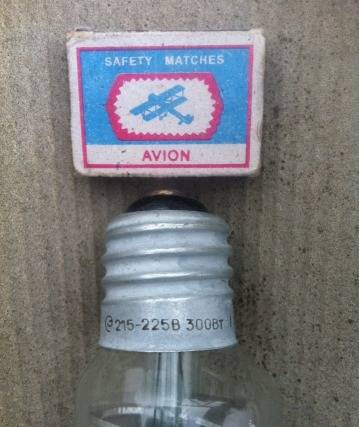 SAFETY MATCHES
AVION
215-225В 300Вт